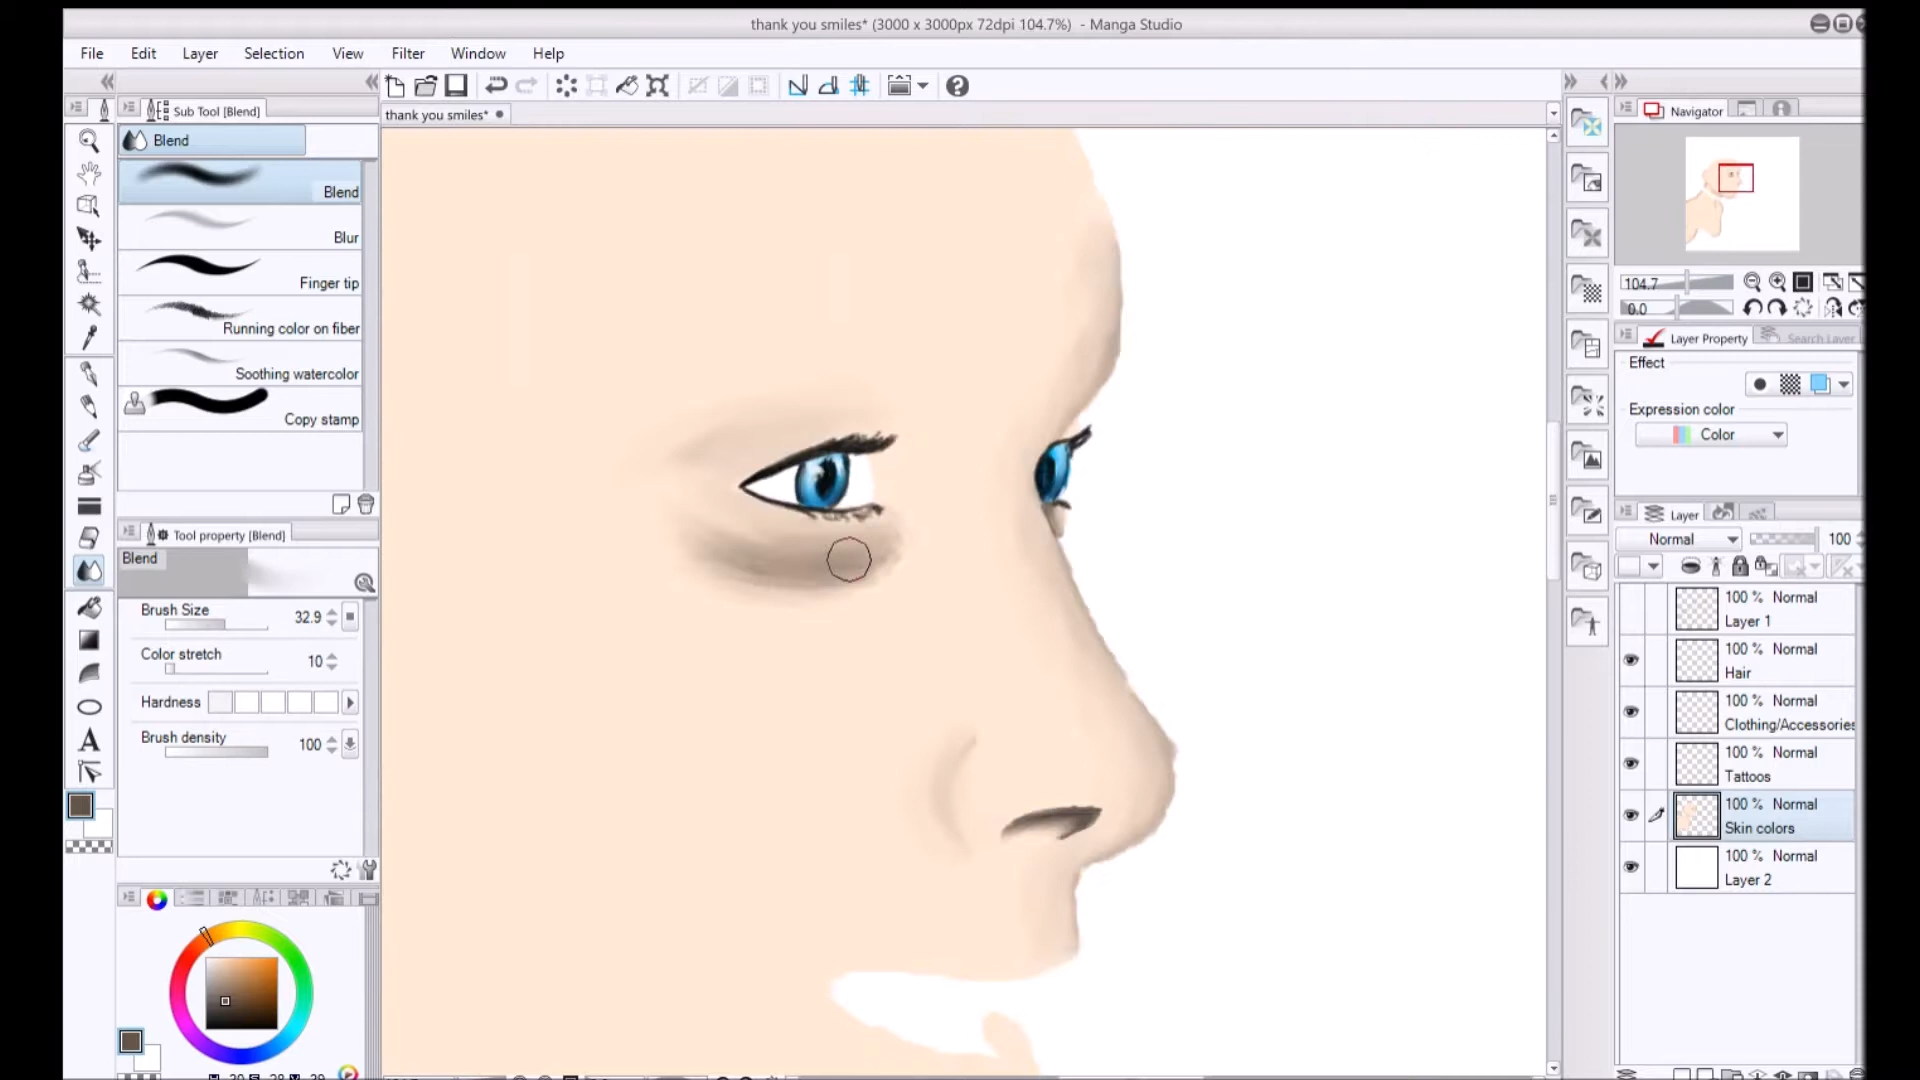 thank you smiles* (3000 x 3000px 72dpi 104.7%) - Manga Studio
File Edit Layer Selection View Filter Window Help
Sub Tool [Blend]
thank you smiles*
Blend
Blend
Blur
Finger tip
Running color on fiber
Soothing watercolor
Copy stamp
Tool property [Blend]
Blend
Brush Size 32.9
Color stretch 10
Hardness
Brush density 100
Navigator
104.7
0.0
Layer Property Search Layer
Effect
Expression color
Color
Layer
Normal 100
100 % Normal
Layer 1
100 % Normal
Hair
100 % Normal
Clothing/Accessories
100 % Normal
Tattoos
100 % Normal
Skin colors
100 % Normal
Layer 2